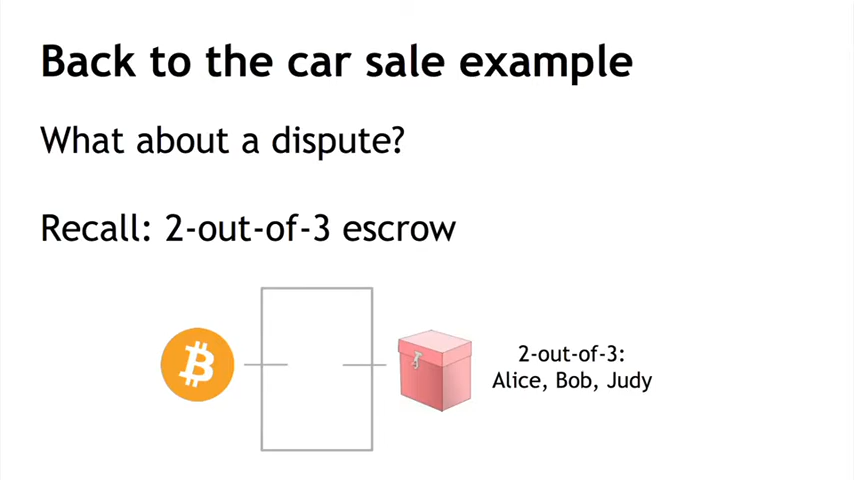 Back to the car sale example
What about a dispute?
Recall: 2-out-of-3 escrow
2-out-of-3:
Alice, Bob, Judy